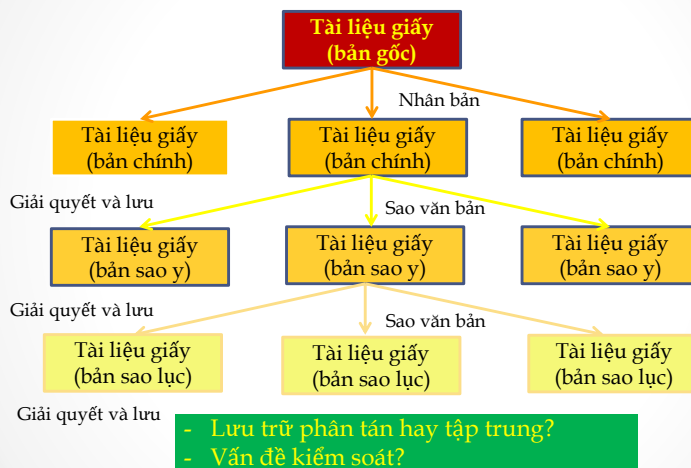 Tài liệu giấy
(bản gốc)
Nhân bản
Tài liệu giấy
(bản chính)
Tài liệu giấy
(bản chính)
Tài liệu giấy
(bản chính)
Giải quyết và lưu
Sao văn bản
Tài liệu giấy
(bản sao y)
Tài liệu giấy
(bản sao y)
Tài liệu giấy
(bản sao y)
Giải quyết và lưu
Sao văn bản
Tài liệu giấy
(bản sao lục)
Tài liệu giấy
(bản sao lục)
Tài liệu giấy
(bản sao lục)
Giải quyết và lưu
- Lưu trữ phân tán hay tập trung?
- Vấn đề kiểm soát?